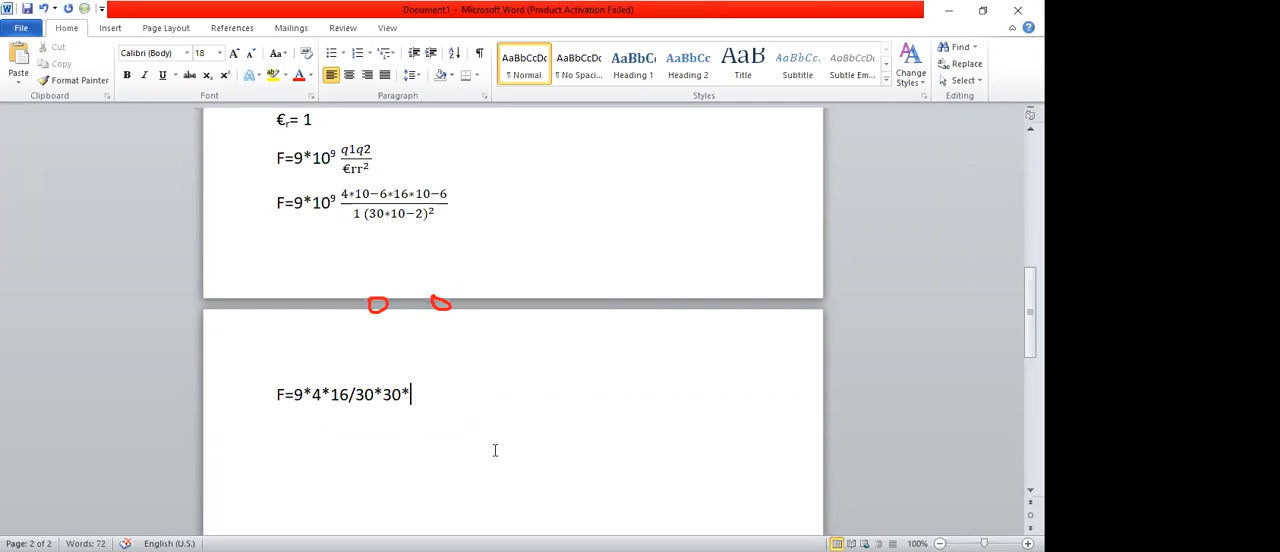 Document1 - Microsoft Word (Product Activation Failed)
File Home Insert Page Layout References Mailings Review View
Paste Cut Copy Format Painter Clipboard
Calibri (Body) 18 A A Aa B I U abc X₂ X² A Font
Paragraph
AaBbCcDc ¶ Normal AaBbCcDc ¶ No Spaci... AaBbC( Heading 1 AaBbCc Heading 2 AaB Title AaBbCc. Subtitle AaBbCcDc Subtle Em... Change Styles Styles
Find Replace Select Editing
€r= 1
F=9*10⁹ q1q2/€rr²
F=9*10⁹ 4*10−6*16*10−6/1 (30*10−2)²
F=9*4*16/30*30*
Page: 2 of 2 Words: 72 English (U.S.) 100%